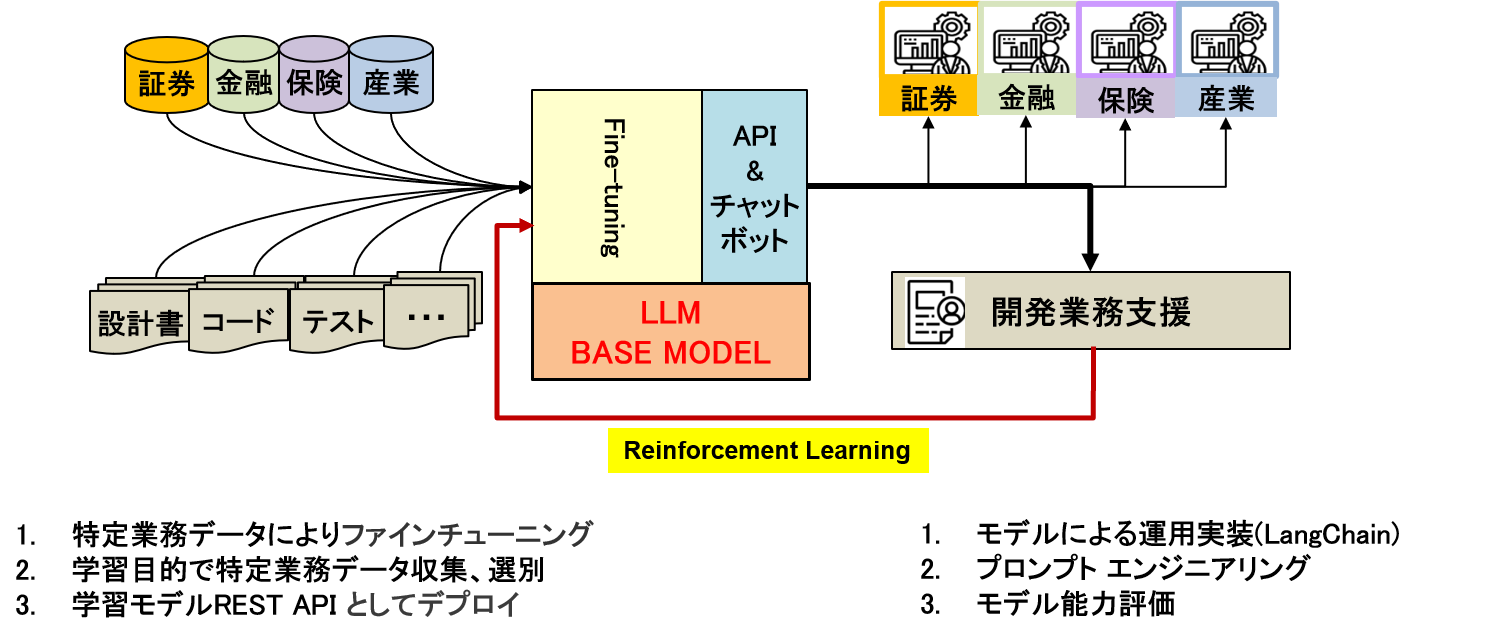 証券
金融
保険
産業
証券
金融
保険
産業
Fine-tuning
API
&
チャット
ボット
設計書
コード
テスト
・・・
LLM
BASE MODEL
開発業務支援
Reinforcement Learning
1. 特定業務データによりファインチューニング
2. 学習目的で特定業務データ収集、選別
3. 学習モデルREST API としてデプロイ
1. モデルによる運用実装(LangChain)
2. プロンプト エンジニアリング
3. モデル能力評価